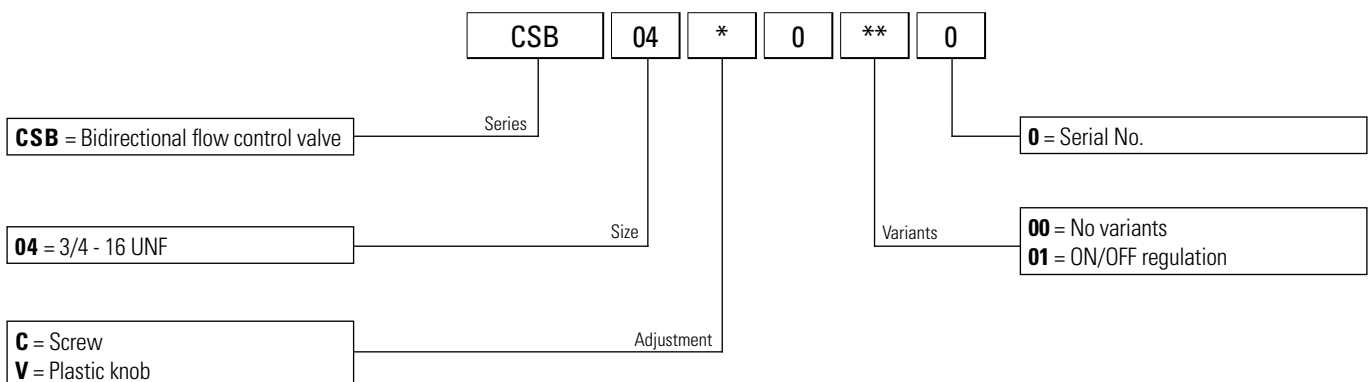 CSB 04 * 0 ** 0
Series
CSB = Bidirectional flow control valve
0 = Serial No.
Size
04 = 3/4 - 16 UNF
Variants
00 = No variants
01 = ON/OFF regulation
Adjustment
C = Screw
V = Plastic knob